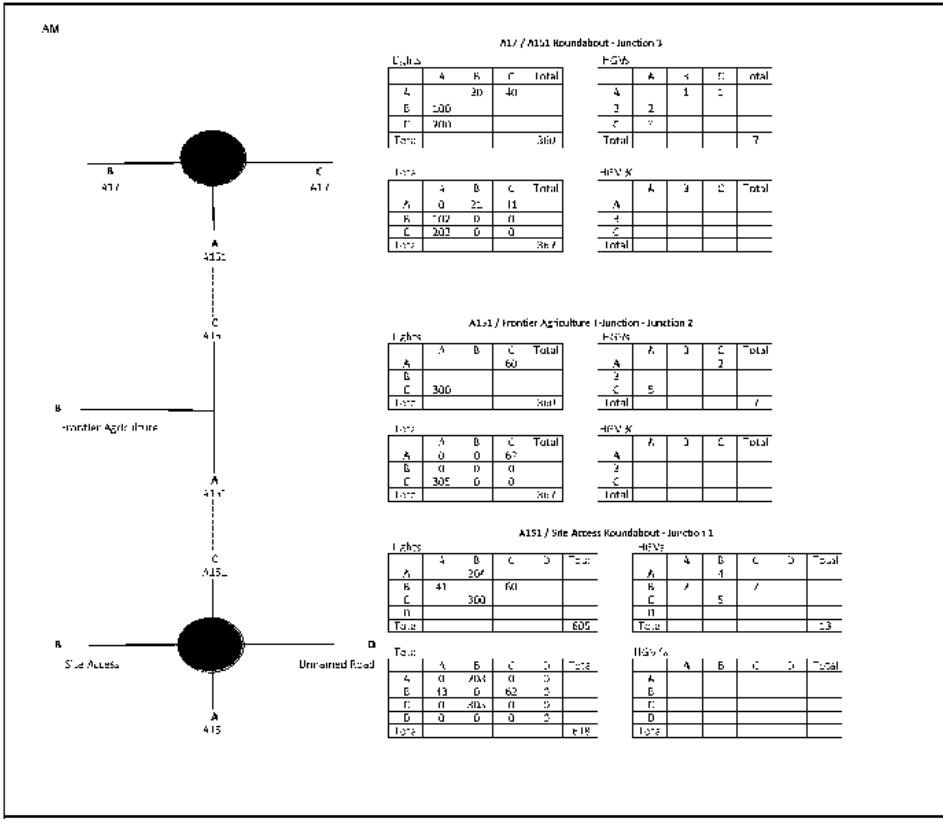 AM
A17 / A151 Roundabout - Junction 3
Lights
HGVs
A B C Total
A B C Total
A 20 40
A 1 1
B 100
B 2
C 200
C
Total 360
Total 7
Total
HGV %
A B C Total
A B C Total
A 0 21 41
A
B 102 0 0
B
C 203 0 0
C
Total 367
Total
B
A17
C
A17
A
A151
C
A151 / Frontier Agriculture T-Junction - Junction 2
Lights
HGVs
A B C Total
A B C Total
A 60
A 2
B
B
C 300
C 5
Total 360
Total 7
Total
HGV %
A B C Total
A B C Total
A 0 0 62
A
B 0 0 0
B
C 305 0 0
C
Total 367
Total
B
Frontier Agriculture
A
C
A151
A151 / Site Access Roundabout - Junction 1
Lights
HGVs
A B C D Total
A B C D Total
A 204
A 4
B 41 60
B 2 2
C 300
C 5
D
D
Total 605
Total 13
Total
HGV %
A B C D Total
A B C D Total
A 0 208 0 0
A
B 43 0 62 0
B
C 0 305 0 0
D
D 0 0 0 0
D
Total 618
Total
B
Site Access
D
Unnamed Road
A